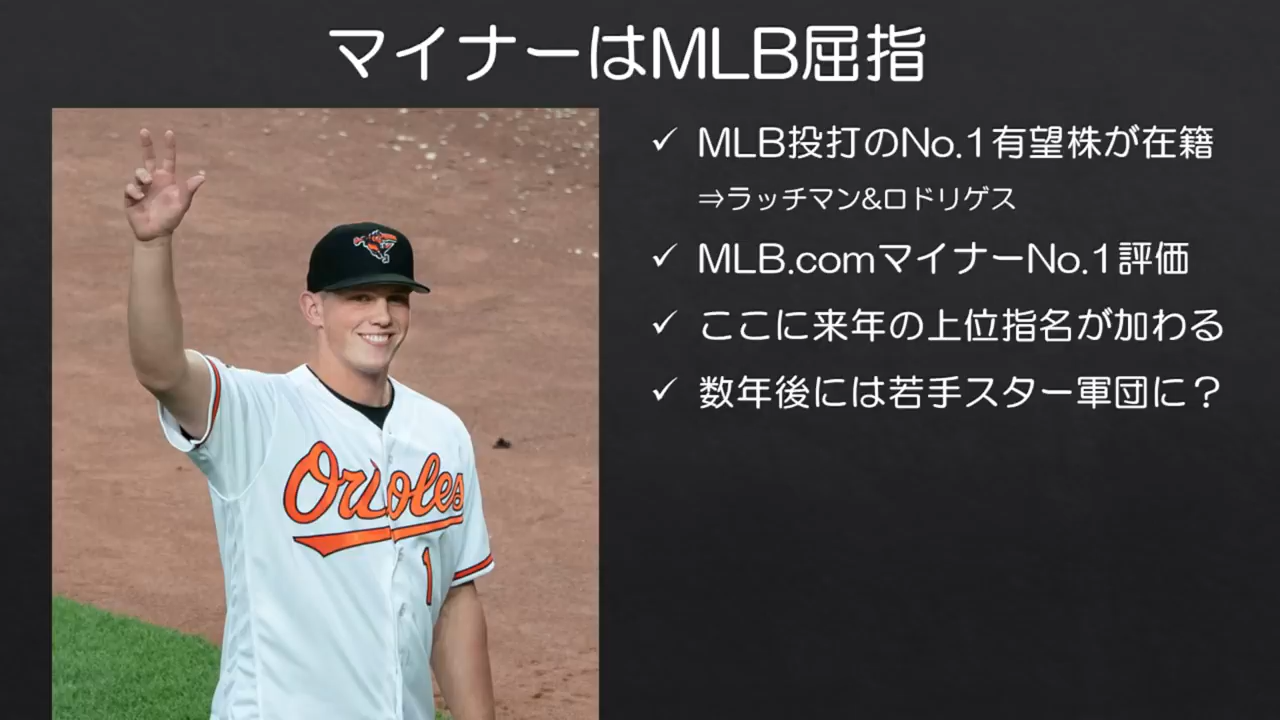 マイナーはMLB屈指
✓ MLB投打のNo.1有望株が在籍
⇒ラッチマン&ロドリゲス
✓ MLB.comマイナーNo.1評価
✓ ここに来年の上位指名が加わる
✓ 数年後には若手スター軍団に？
Orioles
1